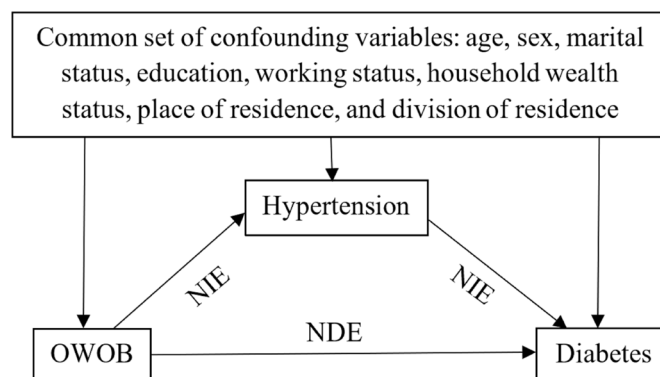 Common set of confounding variables: age, sex, marital
status, education, working status, household wealth
status, place of residence, and division of residence
Hypertension
NIE
NIE
NDE
OWOB
Diabetes